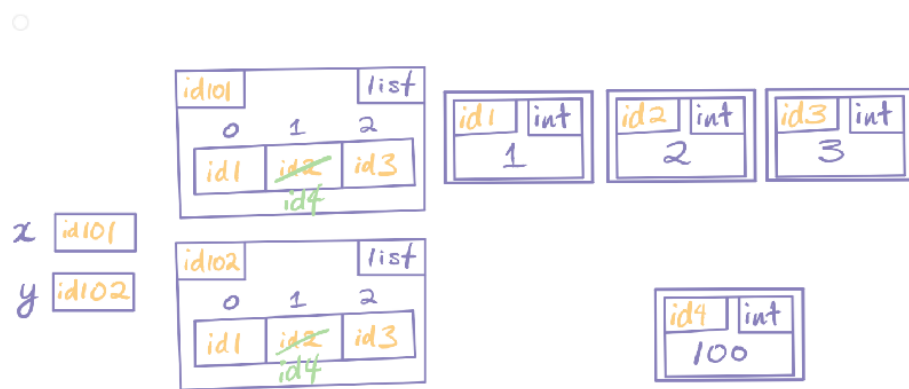 id101 list
0 1 2
id1 id2 id3
id4
id1 int
1
id2 int
2
id3 int
3
x id101
y id102
id102 list
0 1 2
id1 id2 id3
id4
id4 int
100